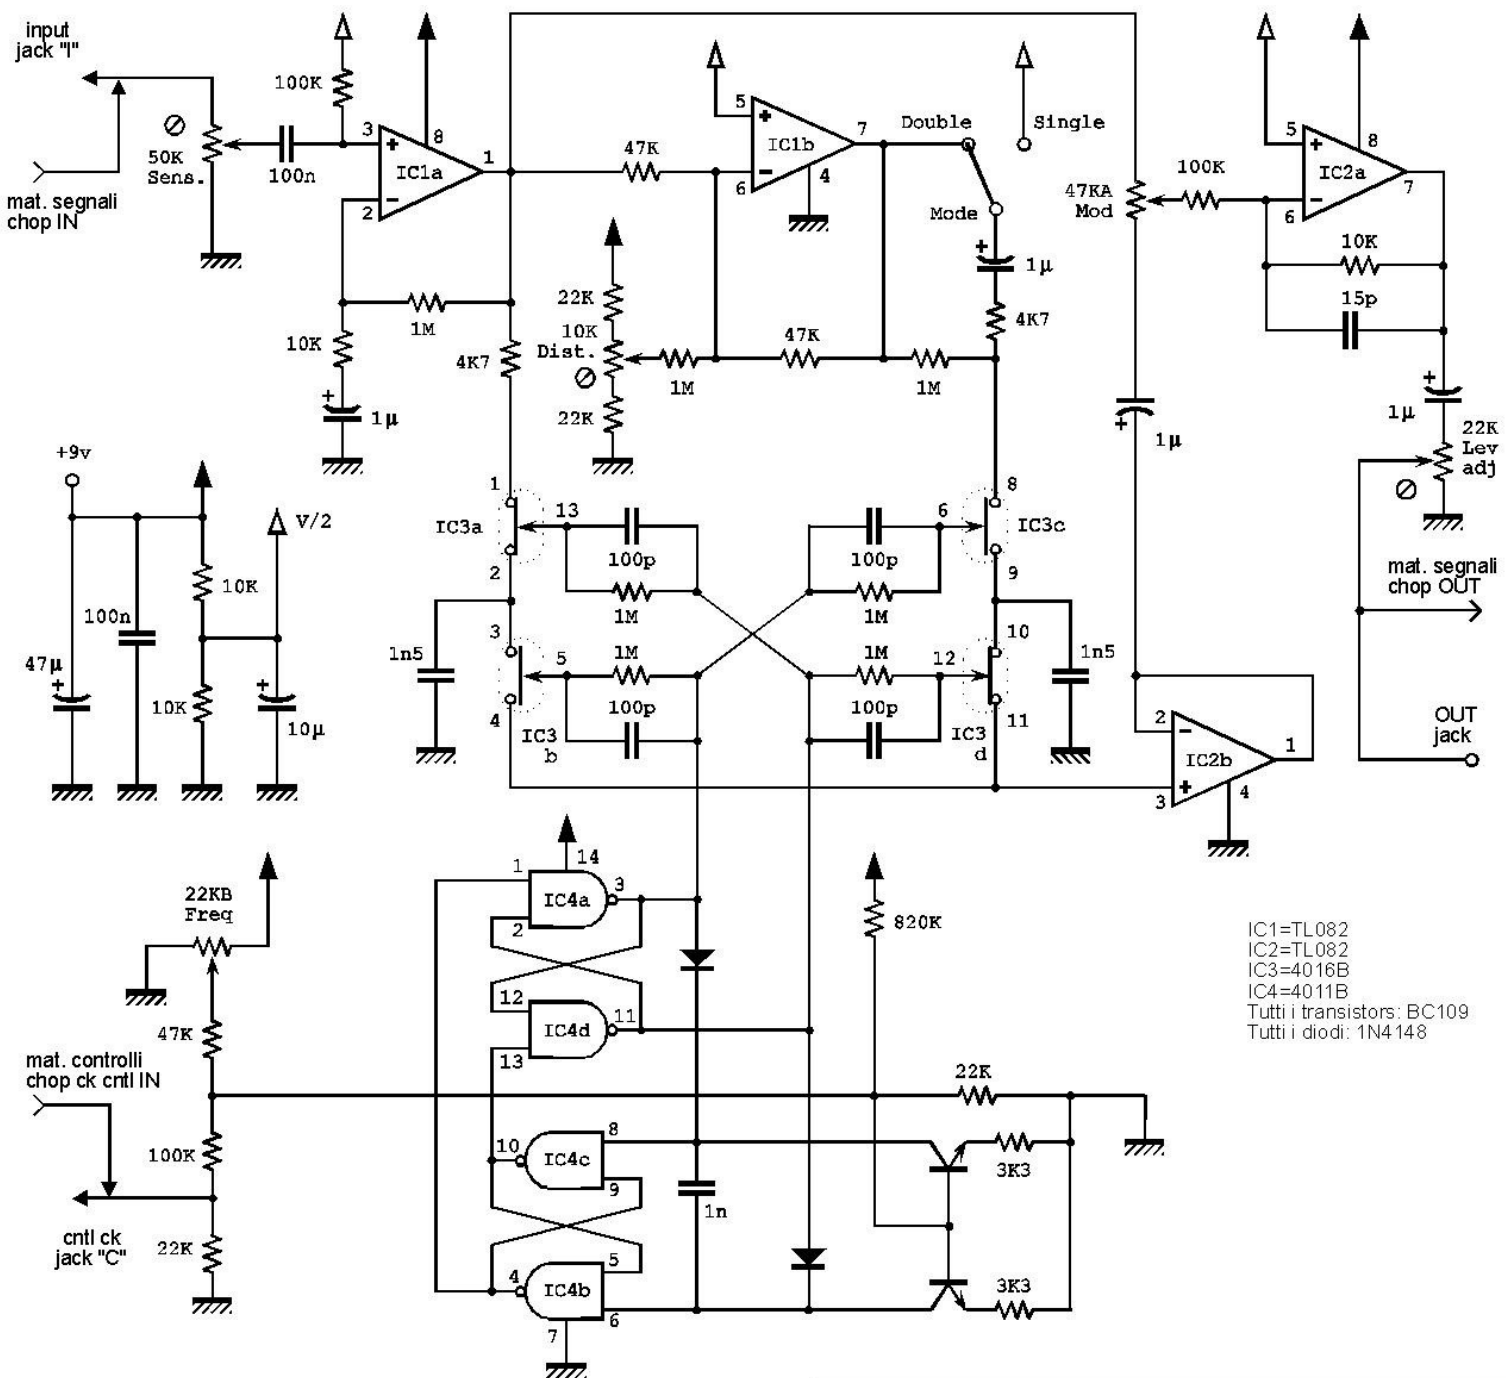 input
jack "I"
100K
3
8
+
IC1a
1
50K
Sens.
100n
2
−
mat. segnali
chop IN
1M
10K
+
1µ
4K7
47K
5
+
IC1b
7
6
−
4
Double
Single
Mode
+
1µ
4K7
22K
10K
Dist.
22K
1M
47K
1M
47KA
Mod
100K
5
+
8
IC2a
7
6
−
10K
15p
+
1µ
+
1µ
22K
Lev
adj
mat. segnali
chop OUT
OUT
jack
+9v
V/2
10K
100n
47µ
+
10K
+
10µ
1
13
IC3a
100p
2
1M
3
5
1M
1n5
100p
4
IC3
b
8
6
IC3c
100p
9
1M
10
12
1M
1n5
100p
11
IC3
d
2
−
IC2b
1
+
3
4
1
14
IC4a
3
2
12
IC4d
11
13
22KB
Freq
820K
47K
mat. controlli
chop ck cntl IN
100K
cntl ck
jack "C"
22K
22K
10
IC4c
8
9
3K3
1n
4
IC4b
5
6
7
3K3
IC1=TL082
IC2=TL082
IC3=4016B
IC4=4011B
Tutti i transistors: BC109
Tutti i diodi: 1N4148